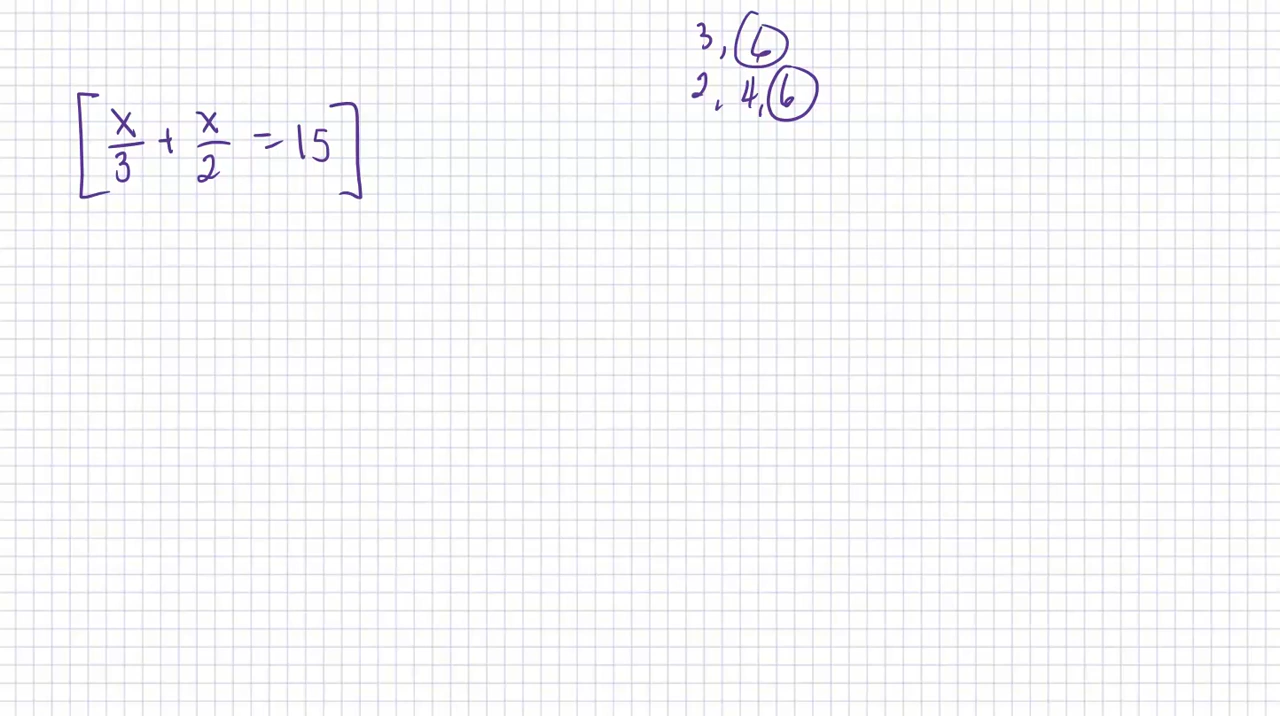 3, 6
2, 4, 6
[x/3 + x/2 = 15]